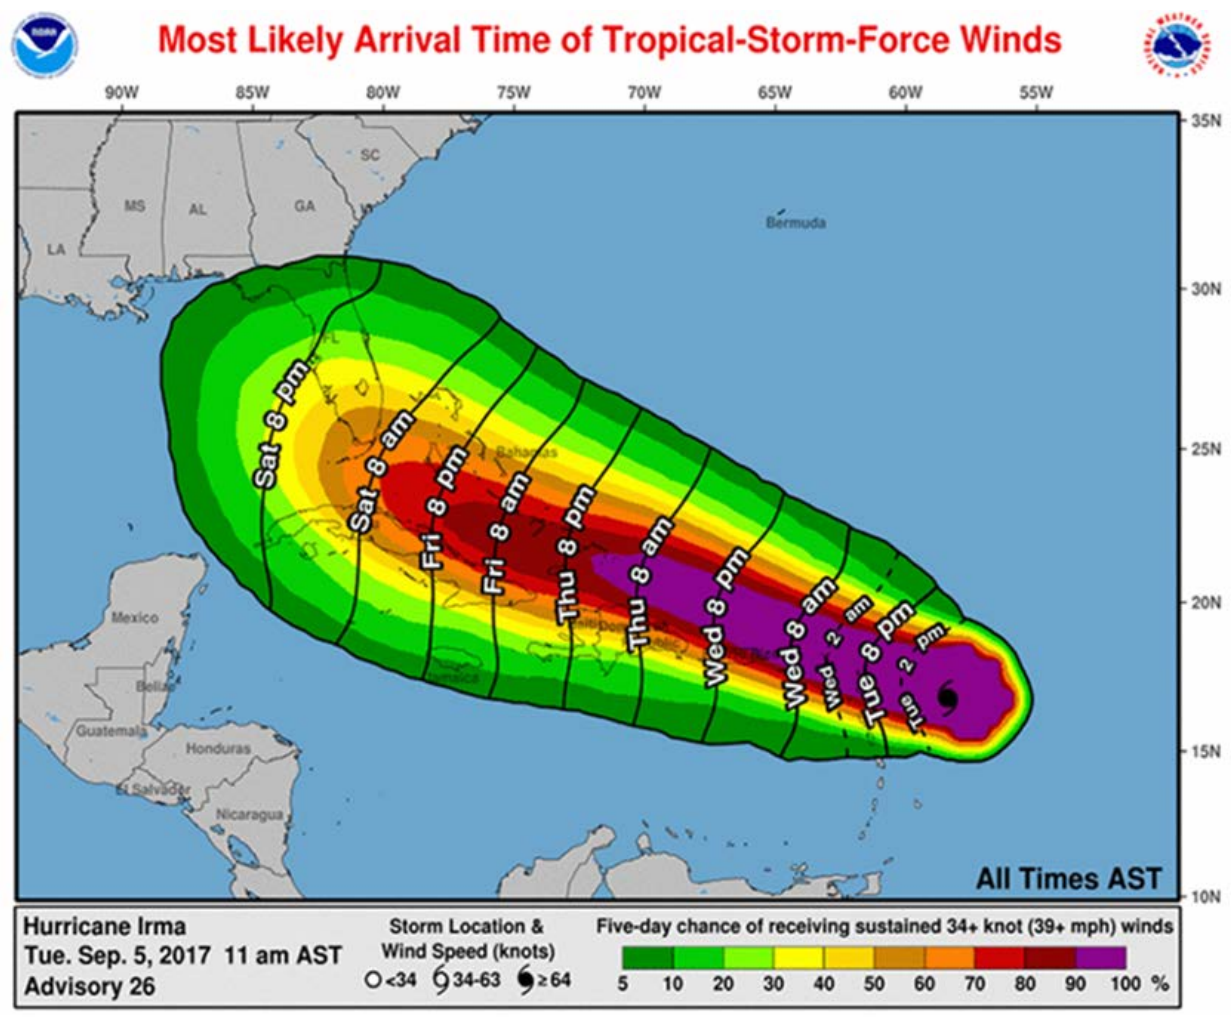 NOAA
Most Likely Arrival Time of Tropical-Storm-Force Winds
90W 85W 80W 75W 70W 65W 60W 55W
35N
SC
MS AL GA
Bermuda
LA
30N
FL
Sat 8 pm
Sat 8 am
Bahamas
25N
Fri 8 pm
Fri 8 am
Thu 8 pm
Thu 8 am
Wed 8 pm
Wed 8 am
Wed 2 am
Tue 8 pm
Tue 2 pm
20N
Mexico
Jamaica
Belize
Guatemala
15N
Honduras
El Salvador
Nicaragua
All Times AST
10N
Hurricane Irma
Tue. Sep. 5, 2017 11 am AST
Advisory 26
Storm Location &
Wind Speed (knots)
<34 34-63 ≥64
Five-day chance of receiving sustained 34+ knot (39+ mph) winds
5 10 20 30 40 50 60 70 80 90 100 %